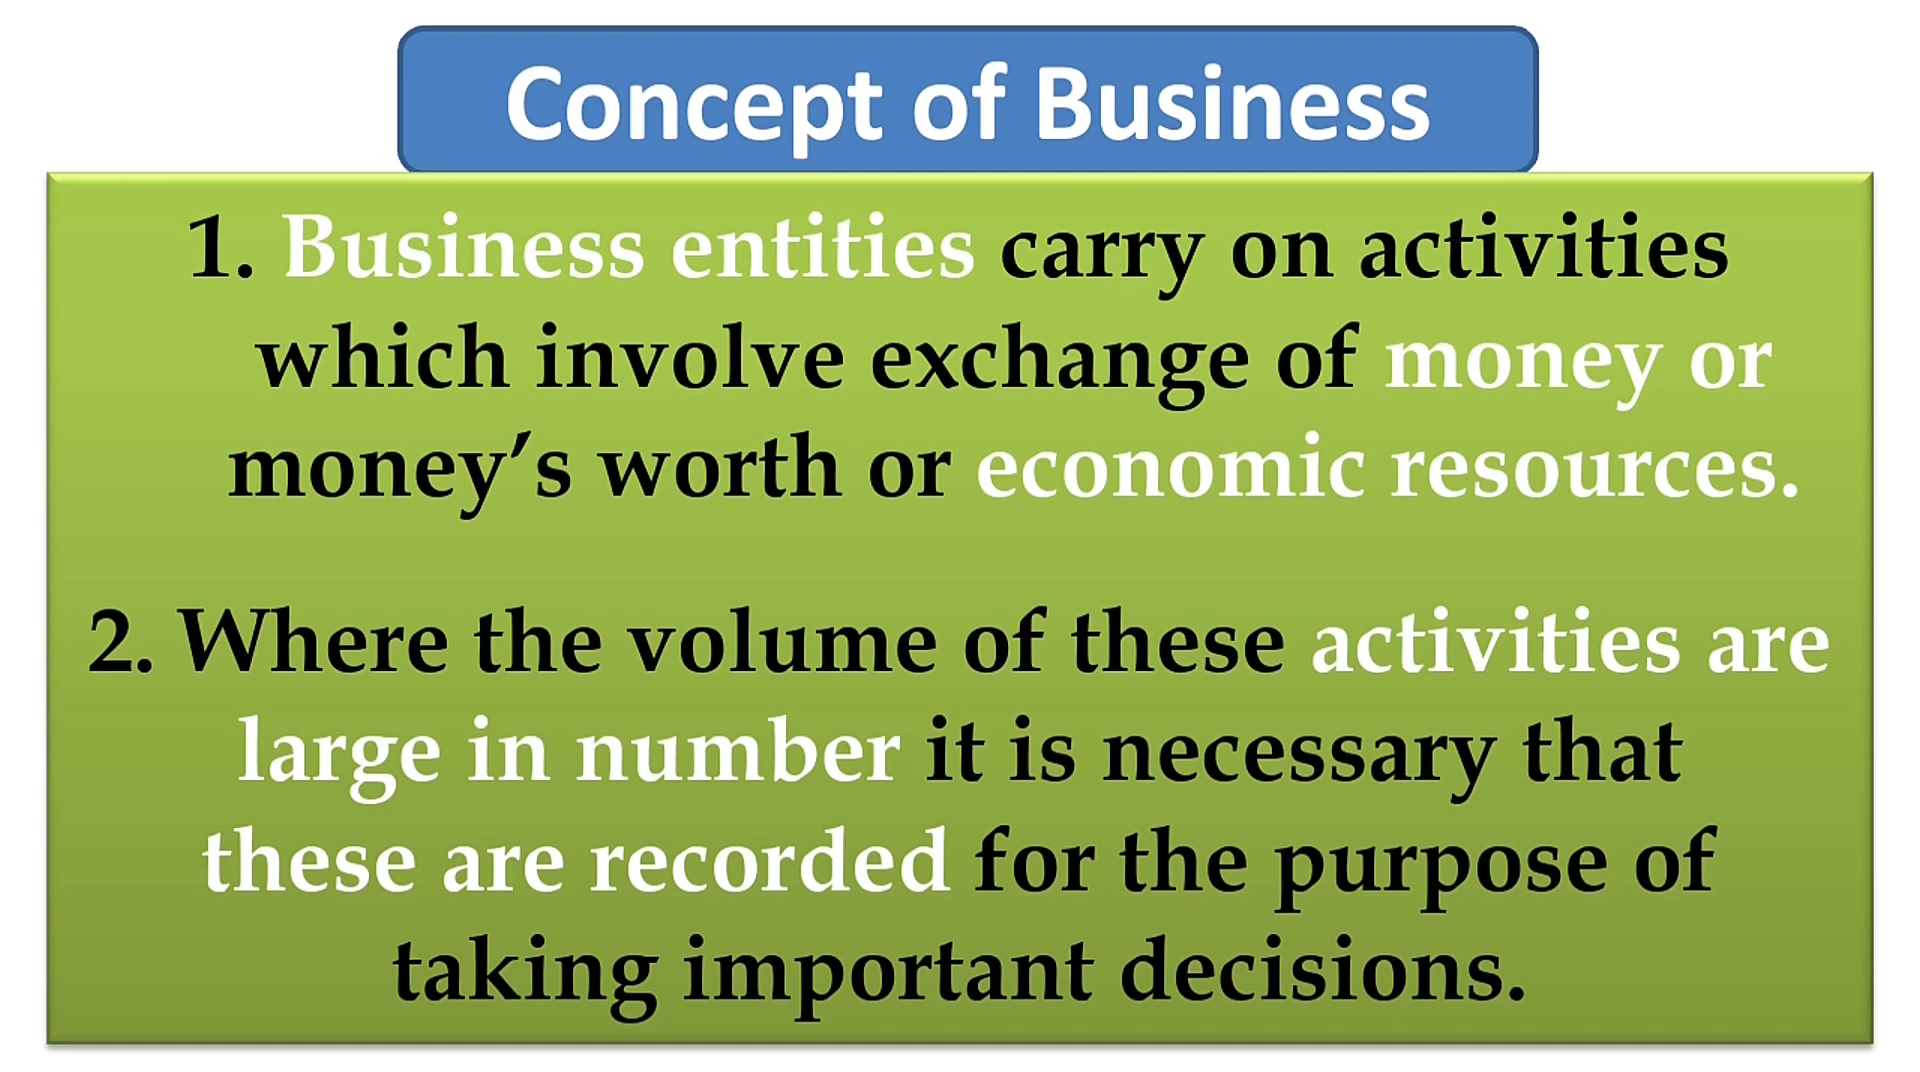 Concept of Business
1. Business entities carry on activities
which involve exchange of money or
money’s worth or economic resources.
2. Where the volume of these activities are
large in number it is necessary that
these are recorded for the purpose of
taking important decisions.